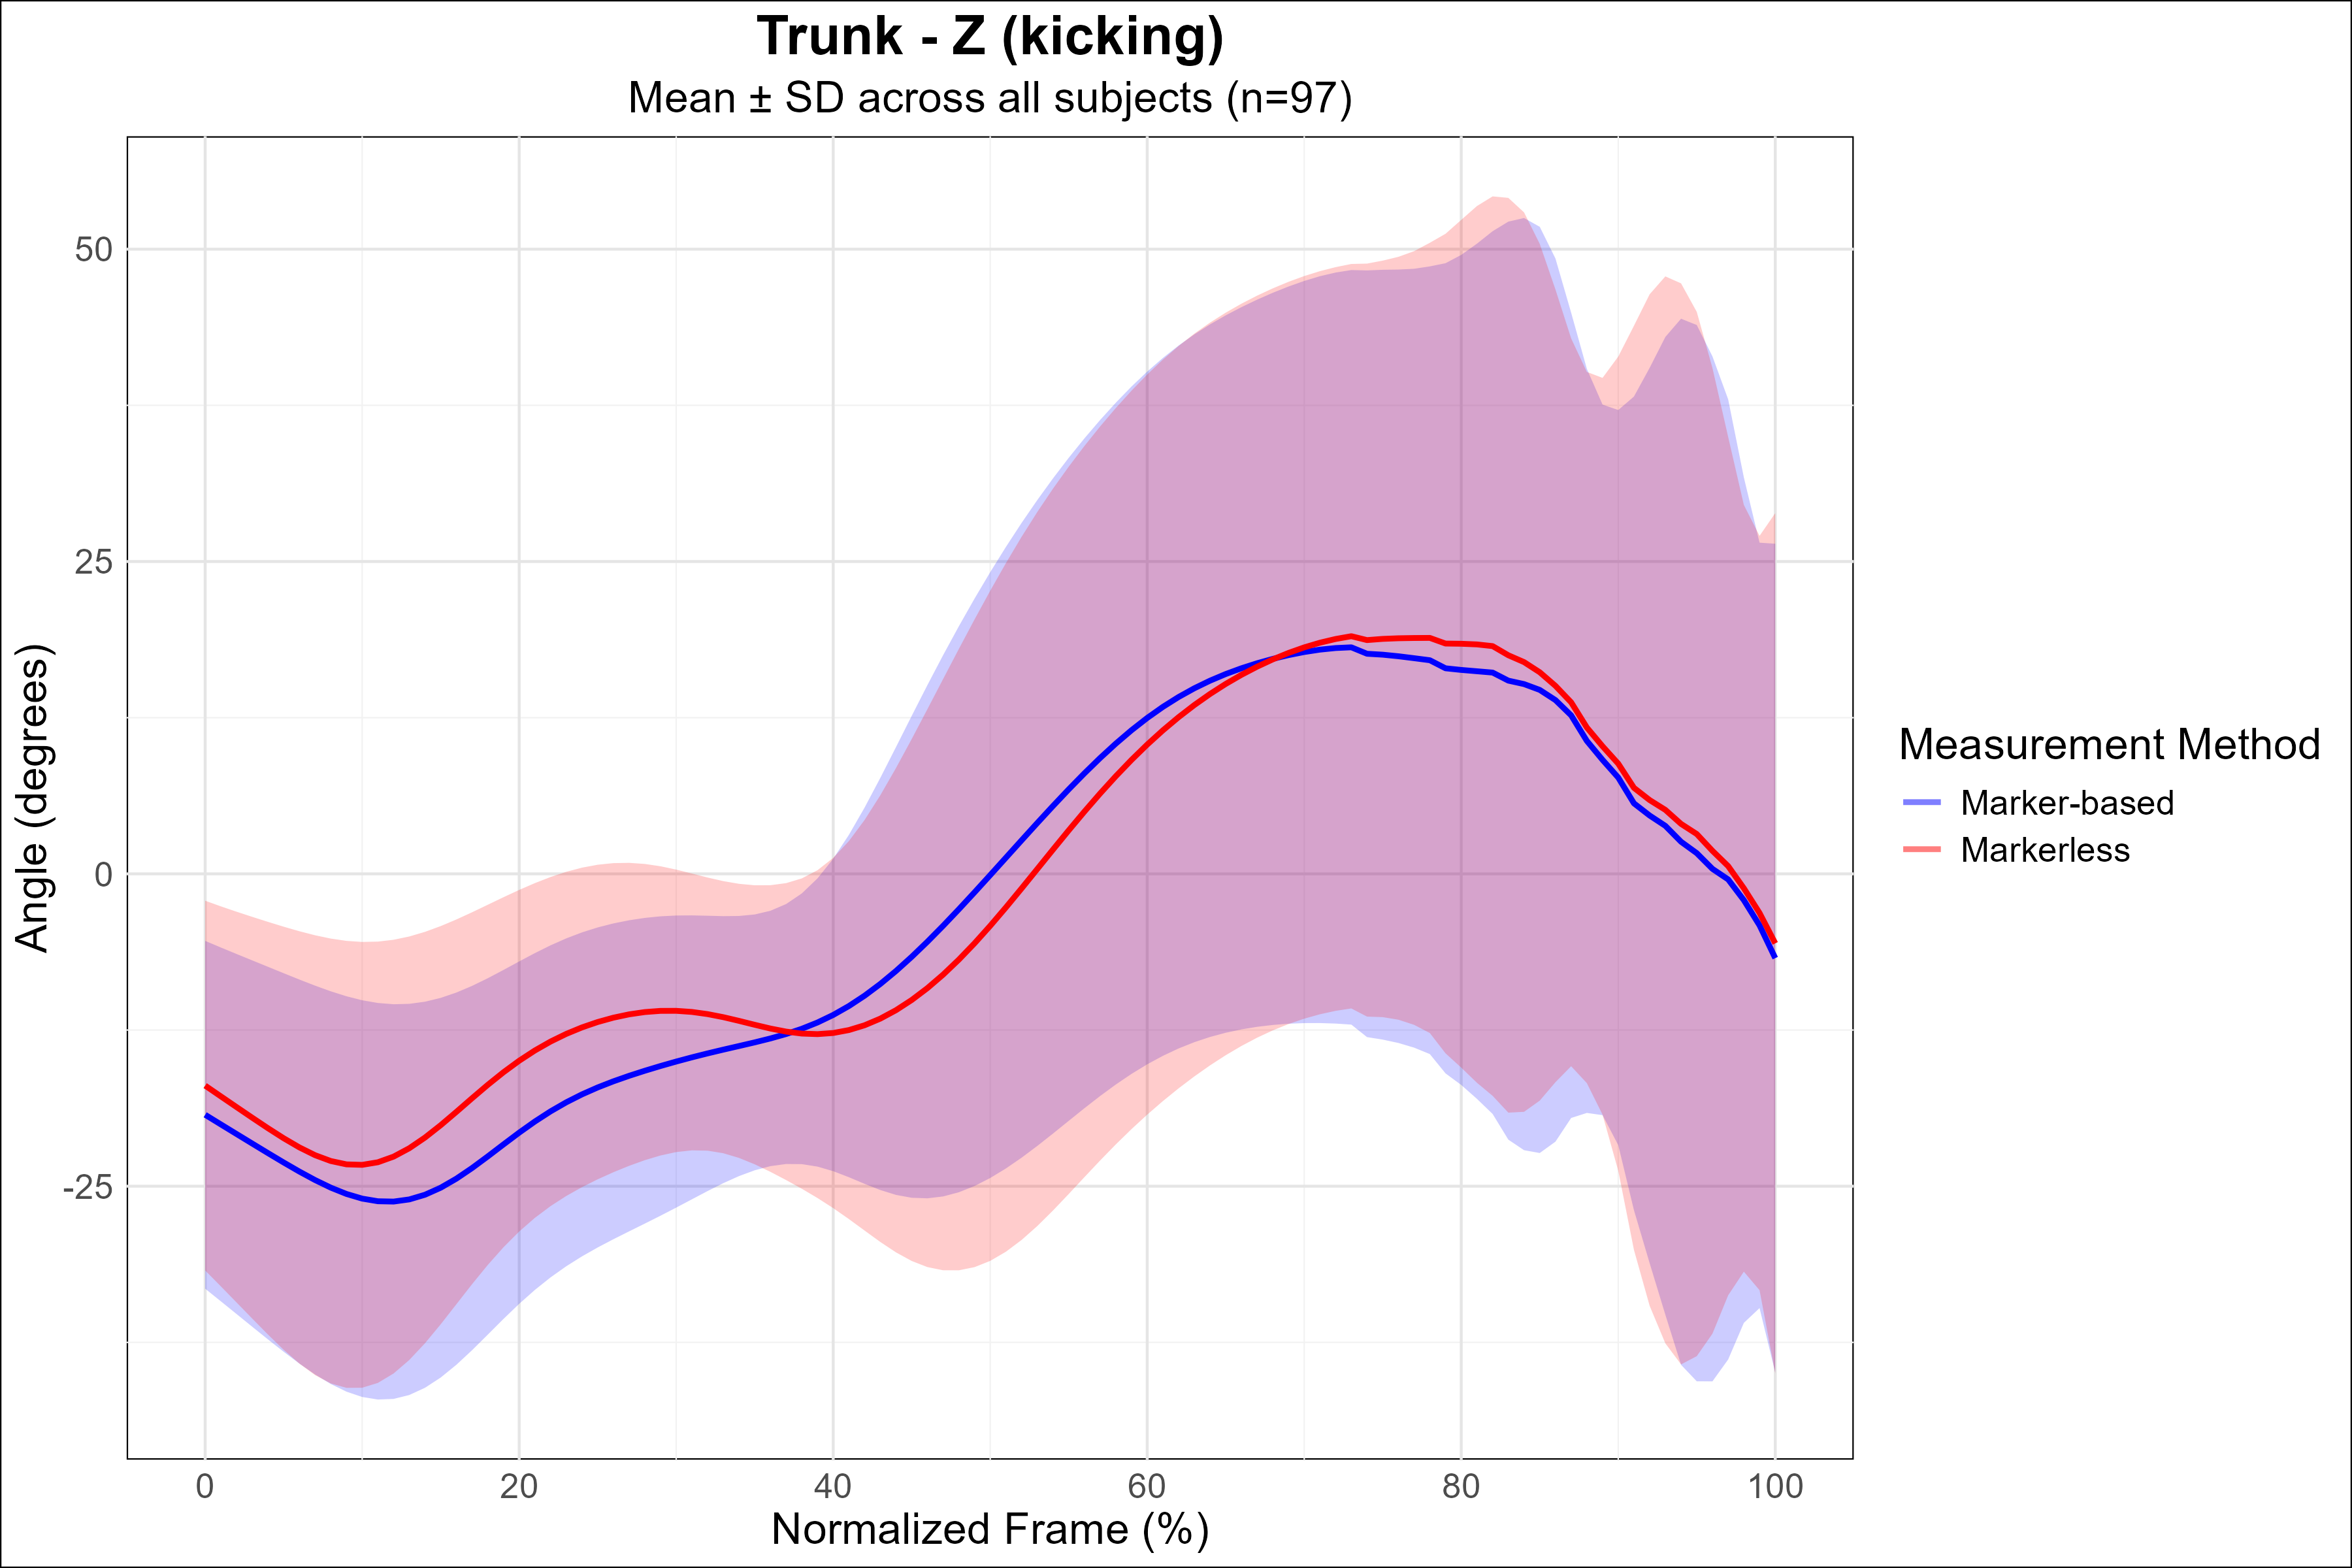 Trunk - Z (kicking)
Mean ± SD across all subjects (n=97)
Angle (degrees)
50
25
0
-25
0
20
40
60
80
100
Normalized Frame (%)
Measurement Method
Marker-based
Markerless